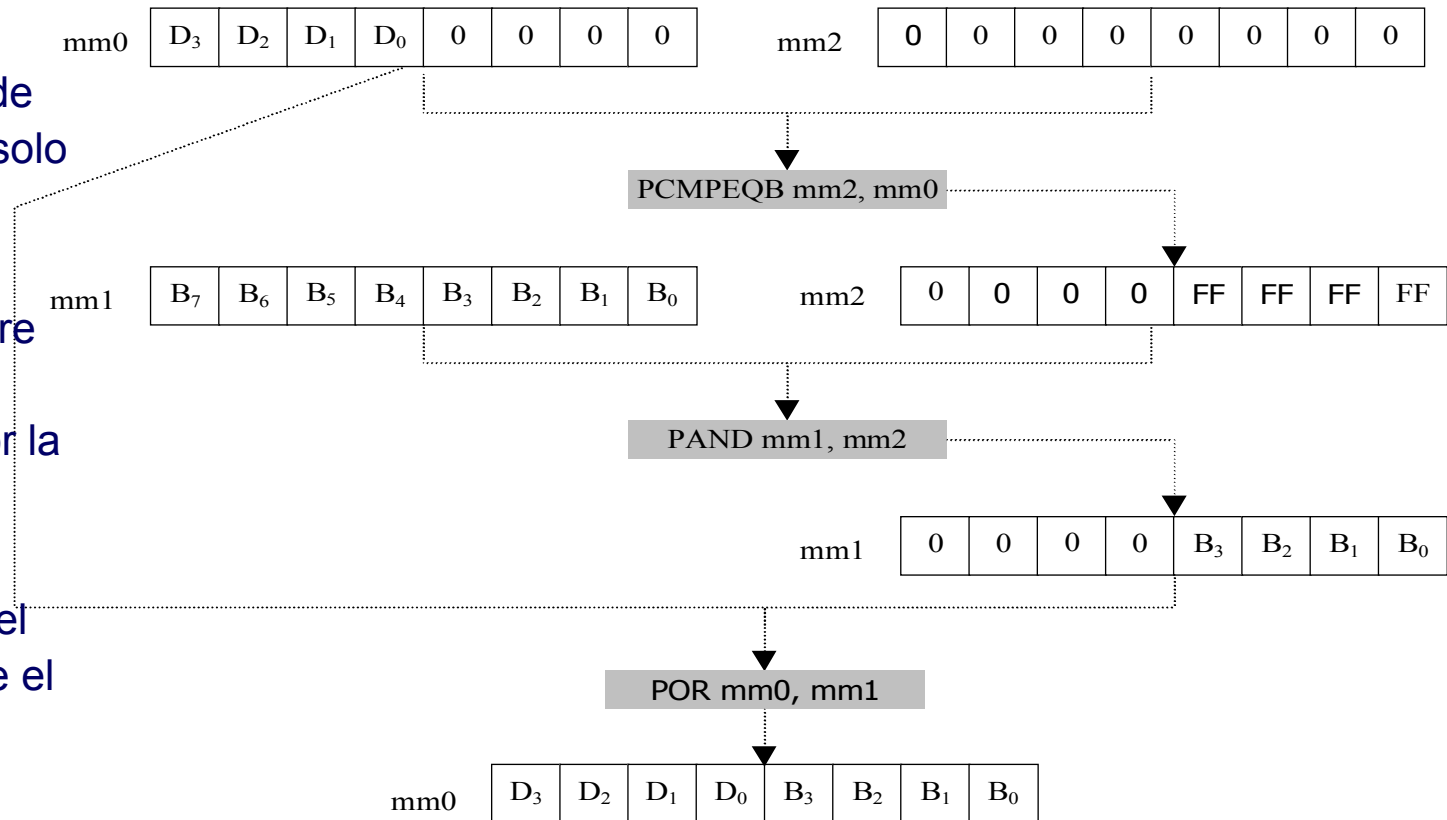 mm0 D₃ D₂ D₁ D₀ 0 0 0 0 mm2 0 0 0 0 0 0 0 0
de
solo
PCMPEQB mm2, mm0
mm1 B₇ B₆ B₅ B₄ B₃ B₂ B₁ B₀ mm2 0 0 0 0 FF FF FF FF
re
r la
PAND mm1, mm2
mm1 0 0 0 0 B₃ B₂ B₁ B₀
el
e el
POR mm0, mm1
mm0 D₃ D₂ D₁ D₀ B₃ B₂ B₁ B₀